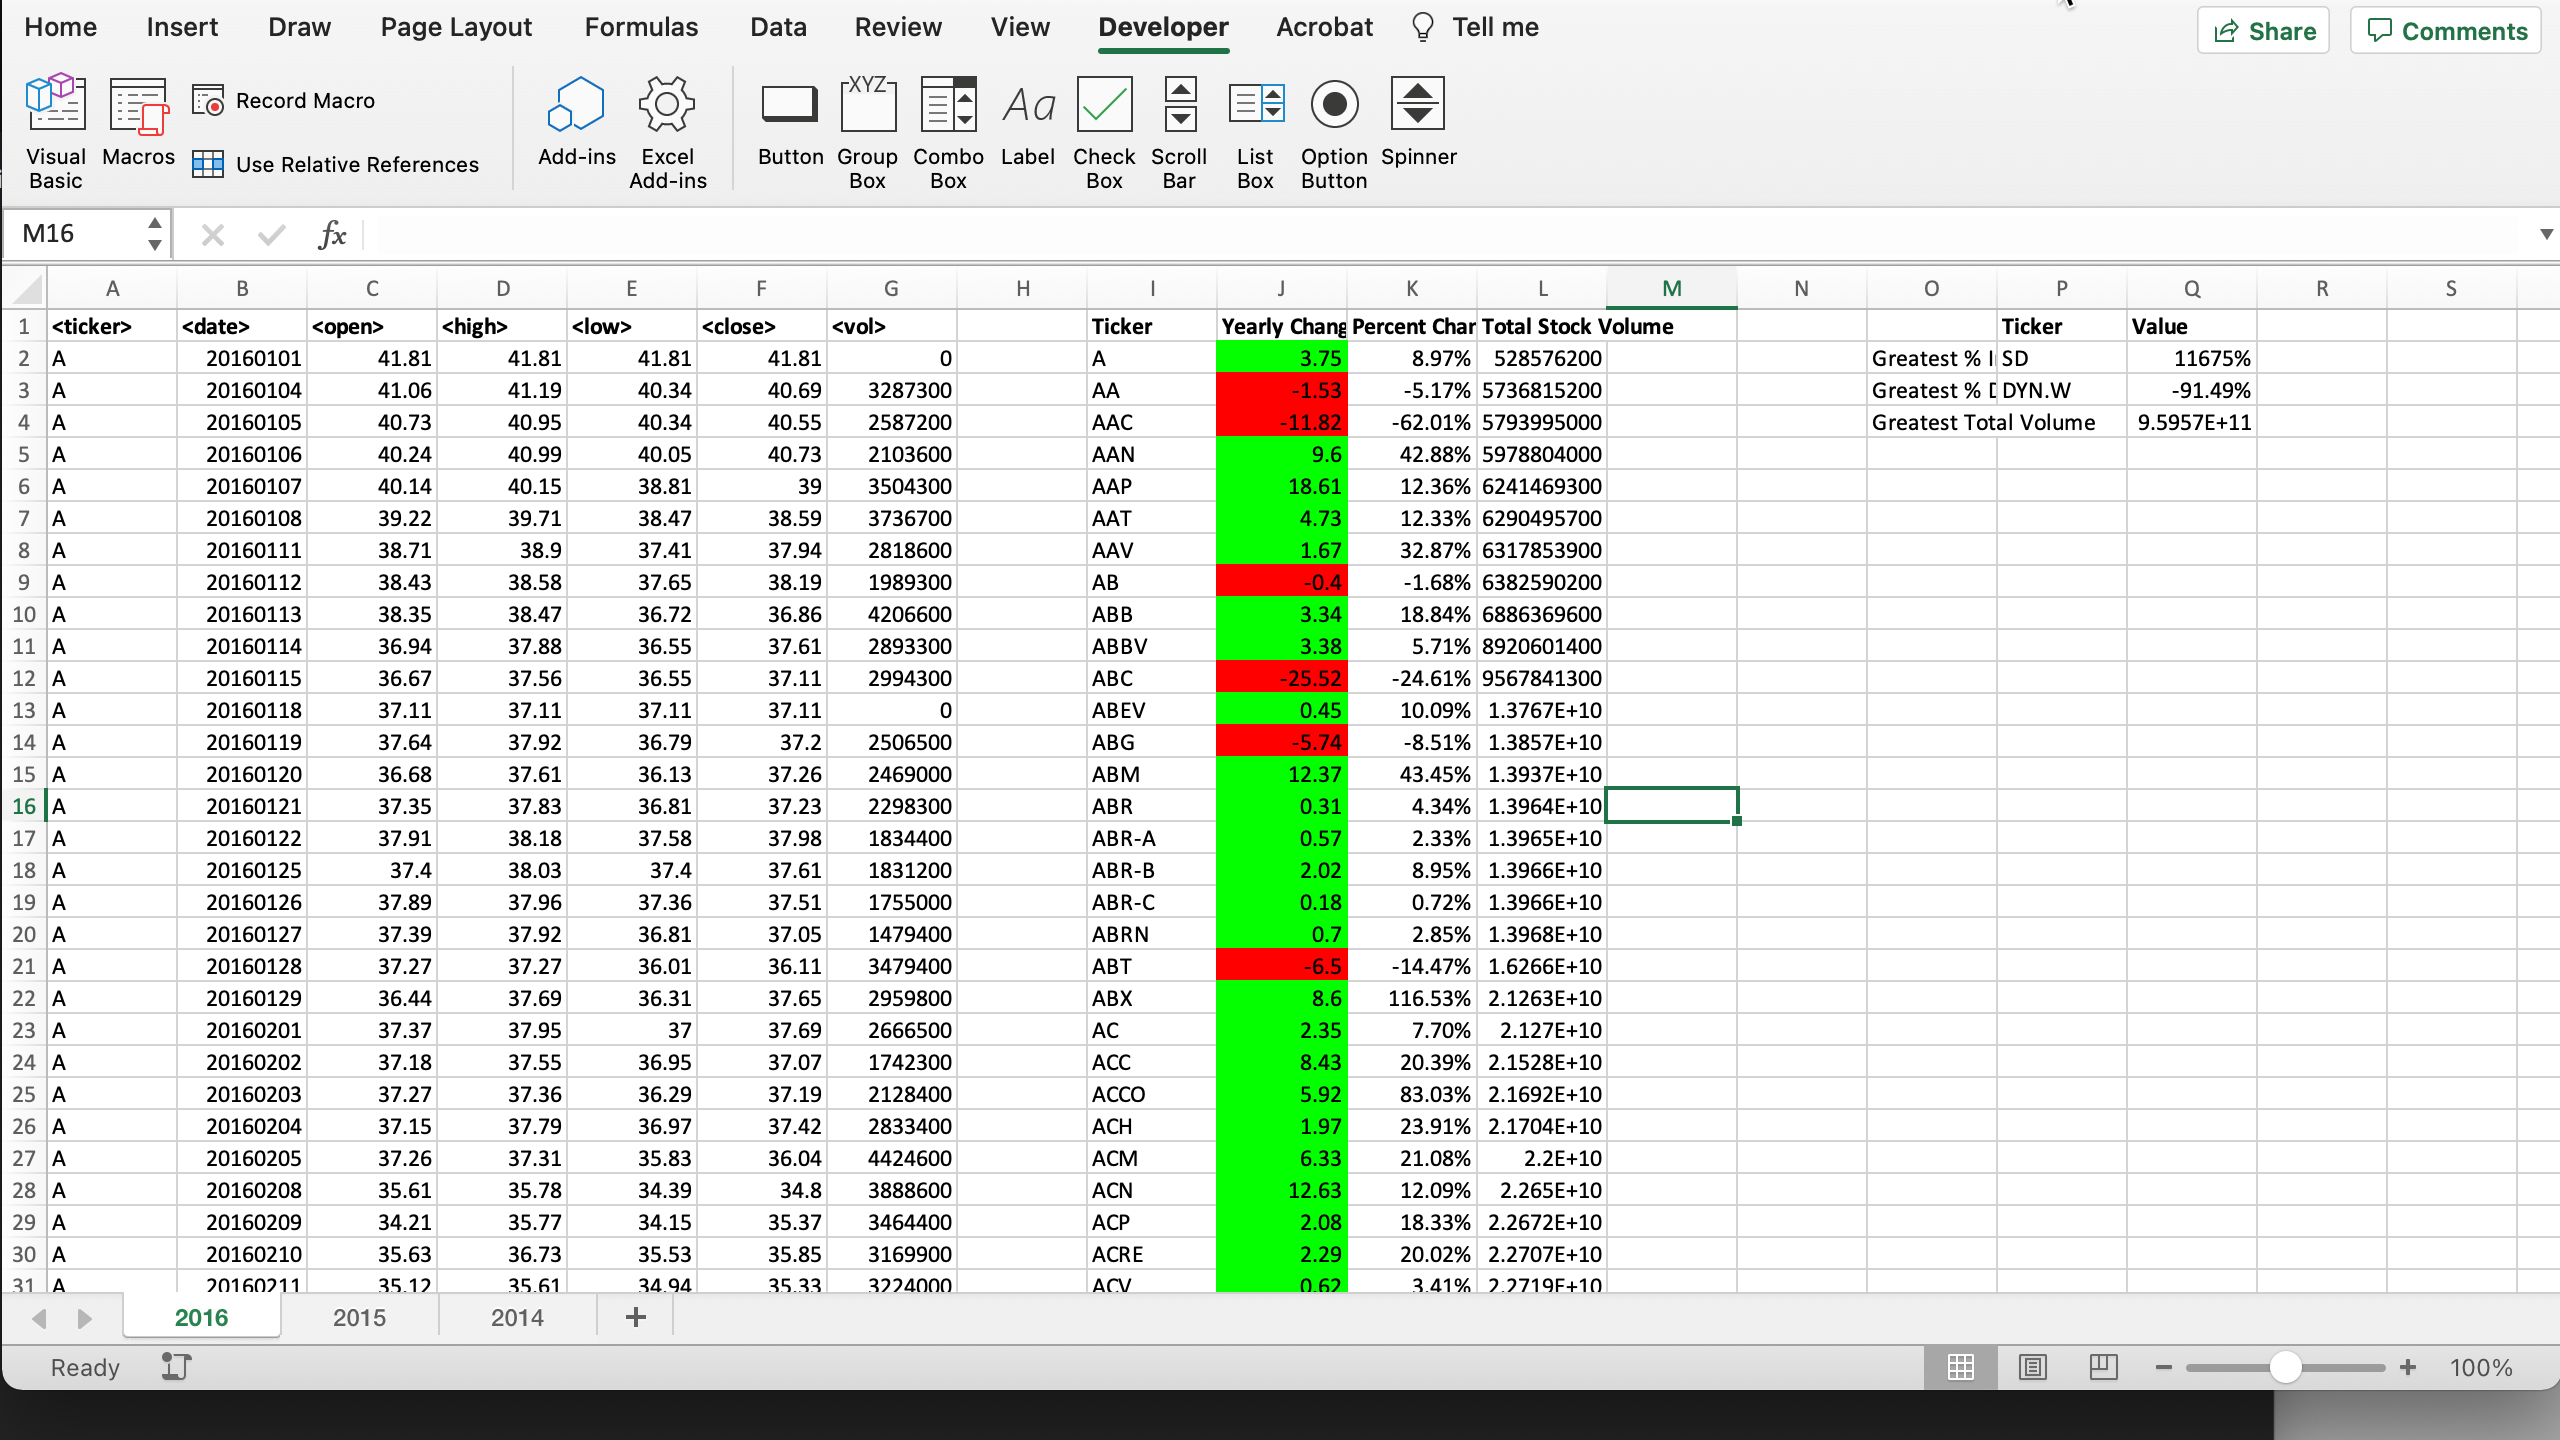 Home Insert Draw Page Layout Formulas Data Review View Developer Acrobat Tell me Share Comments
Visual Basic Macros Record Macro Use Relative References Add-ins Excel Add-ins Button Group Box Combo Box Label Check Box Scroll Bar List Box Option Button Spinner
XYZ Aa
M16 fx
A B C D E F G H I J K L M N O P Q R S
1 <ticker> <date> <open> <high> <low> <close> <vol> Ticker Yearly Chang Percent Char Total Stock Volume Ticker Value
2 A 20160101 41.81 41.81 41.81 41.81 0 A 3.75 8.97% 528576200 Greatest % I SD 11675%
3 A 20160104 41.06 41.19 40.34 40.69 3287300 AA -1.53 -5.17% 5736815200 Greatest % D DYN.W -91.49%
4 A 20160105 40.73 40.95 40.34 40.55 2587200 AAC -11.82 -62.01% 5793995000 Greatest Total Volume 9.5957E+11
5 A 20160106 40.24 40.99 40.05 40.73 2103600 AAN 9.6 42.88% 5978804000
6 A 20160107 40.14 40.15 38.81 39 3504300 AAP 18.61 12.36% 6241469300
7 A 20160108 39.22 39.71 38.47 38.59 3736700 AAT 4.73 12.33% 6290495700
8 A 20160111 38.71 38.9 37.41 37.94 2818600 AAV 1.67 32.87% 6317853900
9 A 20160112 38.43 38.58 37.65 38.19 1989300 AB -0.4 -1.68% 6382590200
10 A 20160113 38.35 38.47 36.72 36.86 4206600 ABB 3.34 18.84% 6886369600
11 A 20160114 36.94 37.88 36.55 37.61 2893300 ABBV 3.38 5.71% 8920601400
12 A 20160115 36.67 37.56 36.55 37.11 2994300 ABC -25.52 -24.61% 9567841300
13 A 20160118 37.11 37.11 37.11 37.11 0 ABEV 0.45 10.09% 1.3767E+10
14 A 20160119 37.64 37.92 36.79 37.2 2506500 ABG -5.74 -8.51% 1.3857E+10
15 A 20160120 36.68 37.61 36.13 37.26 2469000 ABM 12.37 43.45% 1.3937E+10
16 A 20160121 37.35 37.83 36.81 37.23 2298300 ABR 0.31 4.34% 1.3964E+10
17 A 20160122 37.91 38.18 37.58 37.98 1834400 ABR-A 0.57 2.33% 1.3965E+10
18 A 20160125 37.4 38.03 37.4 37.61 1831200 ABR-B 2.02 8.95% 1.3966E+10
19 A 20160126 37.89 37.96 37.36 37.51 1755000 ABR-C 0.18 0.72% 1.3966E+10
20 A 20160127 37.39 37.92 36.81 37.05 1479400 ABRN 0.7 2.85% 1.3968E+10
21 A 20160128 37.27 37.27 36.01 36.11 3479400 ABT -6.5 -14.47% 1.6266E+10
22 A 20160129 36.44 37.69 36.31 37.65 2959800 ABX 8.6 116.53% 2.1263E+10
23 A 20160201 37.37 37.95 37 37.69 2666500 AC 2.35 7.70% 2.127E+10
24 A 20160202 37.18 37.55 36.95 37.07 1742300 ACC 8.43 20.39% 2.1528E+10
25 A 20160203 37.27 37.36 36.29 37.19 2128400 ACCO 5.92 83.03% 2.1692E+10
26 A 20160204 37.15 37.79 36.97 37.42 2833400 ACH 1.97 23.91% 2.1704E+10
27 A 20160205 37.26 37.31 35.83 36.04 4424600 ACM 6.33 21.08% 2.2E+10
28 A 20160208 35.61 35.78 34.39 34.8 3888600 ACN 12.63 12.09% 2.265E+10
29 A 20160209 34.21 35.77 34.15 35.37 3464400 ACP 2.08 18.33% 2.2672E+10
30 A 20160210 35.63 36.73 35.53 35.85 3169900 ACRE 2.29 20.02% 2.2707E+10
31 A 20160211 35.12 35.61 34.94 35.33 3224000 ACV 0.62 3.41% 2.2719E+10
2016 2015 2014 +
Ready 100%